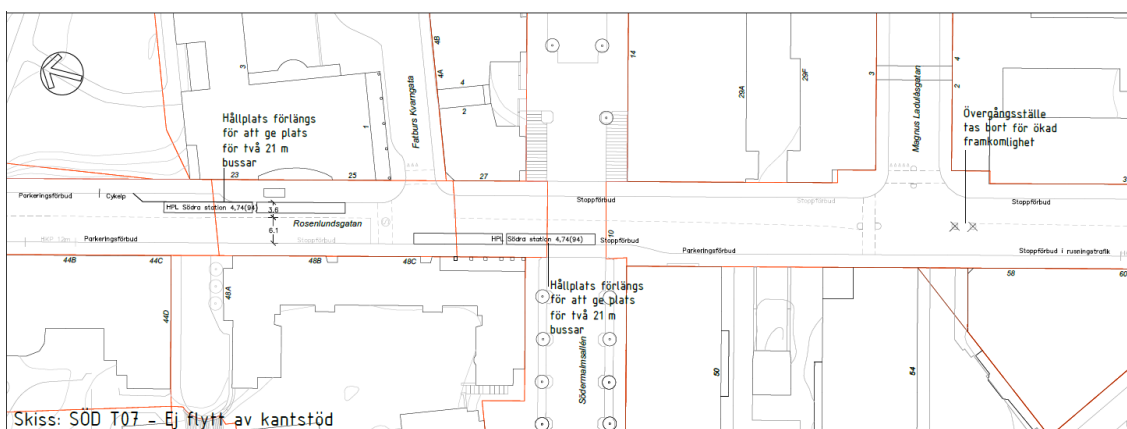 Hållplats förlängs
för att ge plats
för två 21 m
bussar
Övergångsställe
tas bort för ökad
framkomlighet
Fatburs Kvarngata
Magnus Ladulåsgatan
3
1
4B
4A
4
2
14
29A
29F
3
4
2
23
25
27
Parkeringsförbud
Cykelp
Stoppförbud
HPL Södra station 4,74(94)
3.6
6.1
Rosenlundsgatan
Parkeringsförbud
Stoppförbud
HPL Södra station 4,74(94)
Stoppförbud
10
Parkeringsförbud
Stoppförbud i rusningstrafik
44B
44C
48B
48C
58
60
44D
48A
Hållplats förlängs
för att ge plats
för två 21 m
bussar
Södermalmsallén
50
54
Skiss: SÖD T07 - Ej flytt av kantstöd